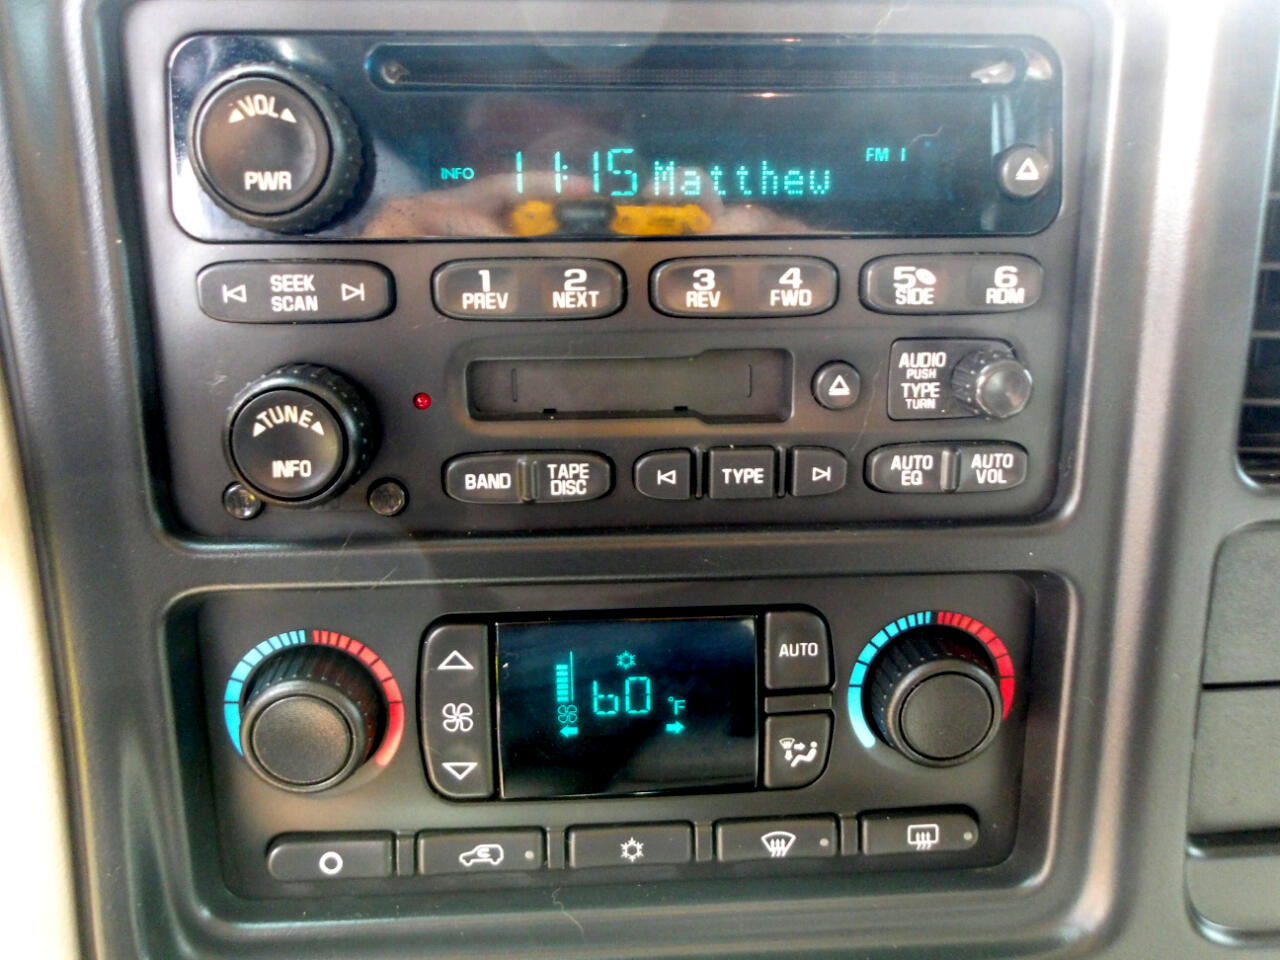 VOL
PWR
INFO 11:15 Matthew FM 1
SEEK
SCAN
1
PREV
2
NEXT
3
REV
4
FWD
5
SIDE
6
RDM
TUNE
INFO
AUDIO
PUSH
TYPE
TURN
BAND
TAPE
DISC
TYPE
AUTO
EQ
AUTO
VOL
60 °F
AUTO